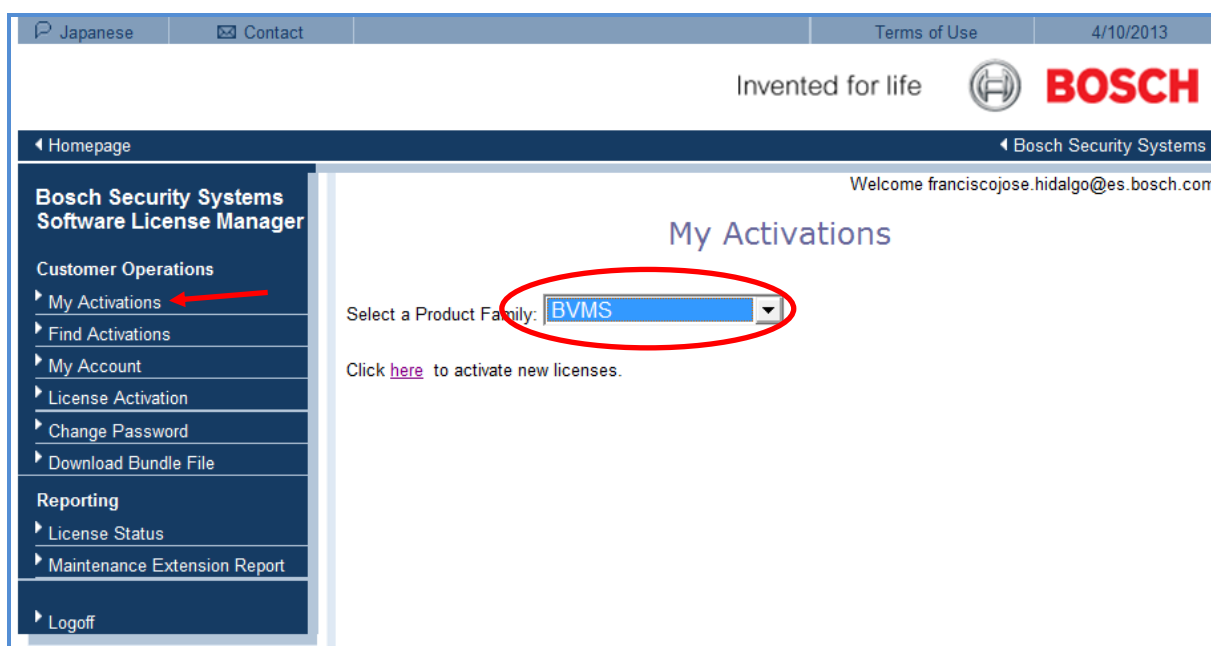 Japanese Contact Terms of Use 4/10/2013
Invented for life BOSCH
Homepage Bosch Security Systems
Welcome franciscojose.hidalgo@es.bosch.com
Bosch Security Systems
Software License Manager
Customer Operations
My Activations
Find Activations
My Account
License Activation
Change Password
Download Bundle File
Reporting
License Status
Maintenance Extension Report
Logoff
My Activations
Select a Product Family: BVMS
Click here to activate new licenses.